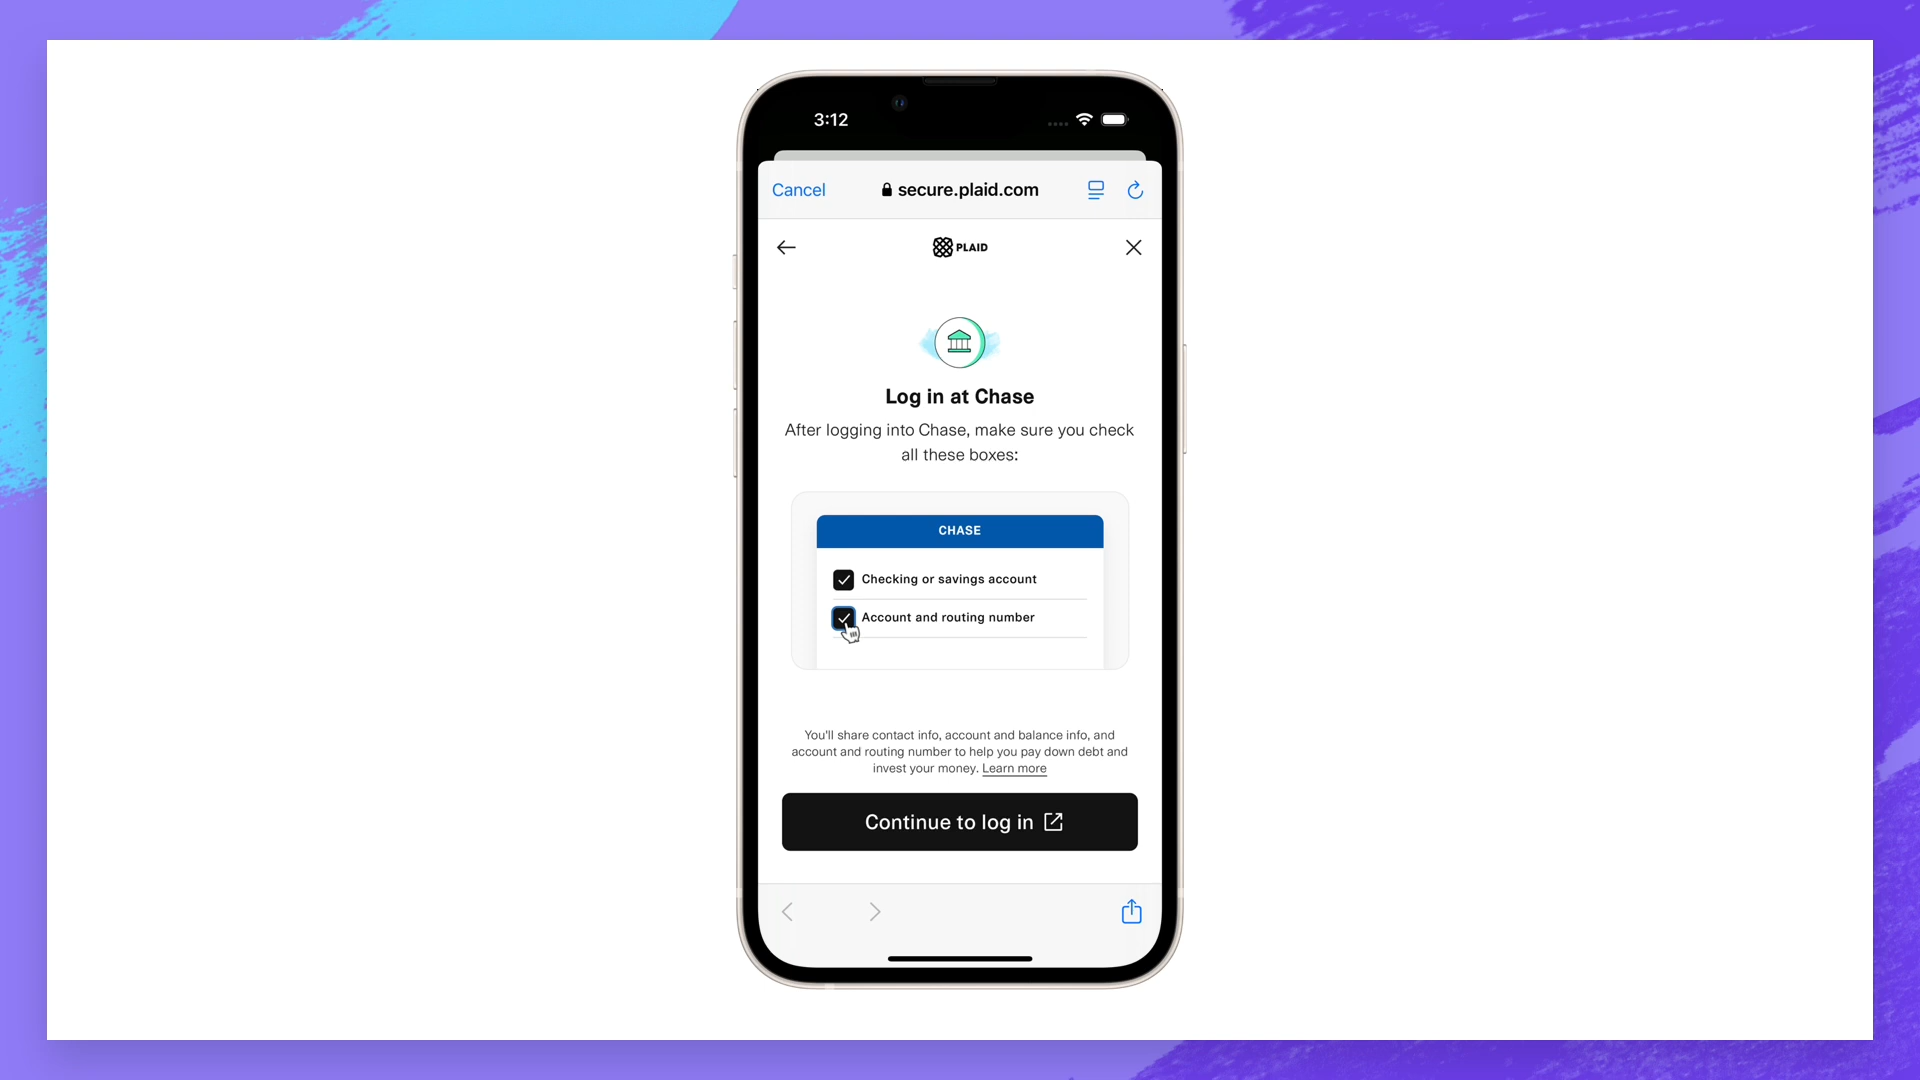 3:12
Cancel
secure.plaid.com
PLAID
Log in at Chase
After logging into Chase, make sure you check
all these boxes:
CHASE
Checking or savings account
Account and routing number
You'll share contact info, account and balance info, and
account and routing number to help you pay down debt and
invest your money. Learn more
Continue to log in